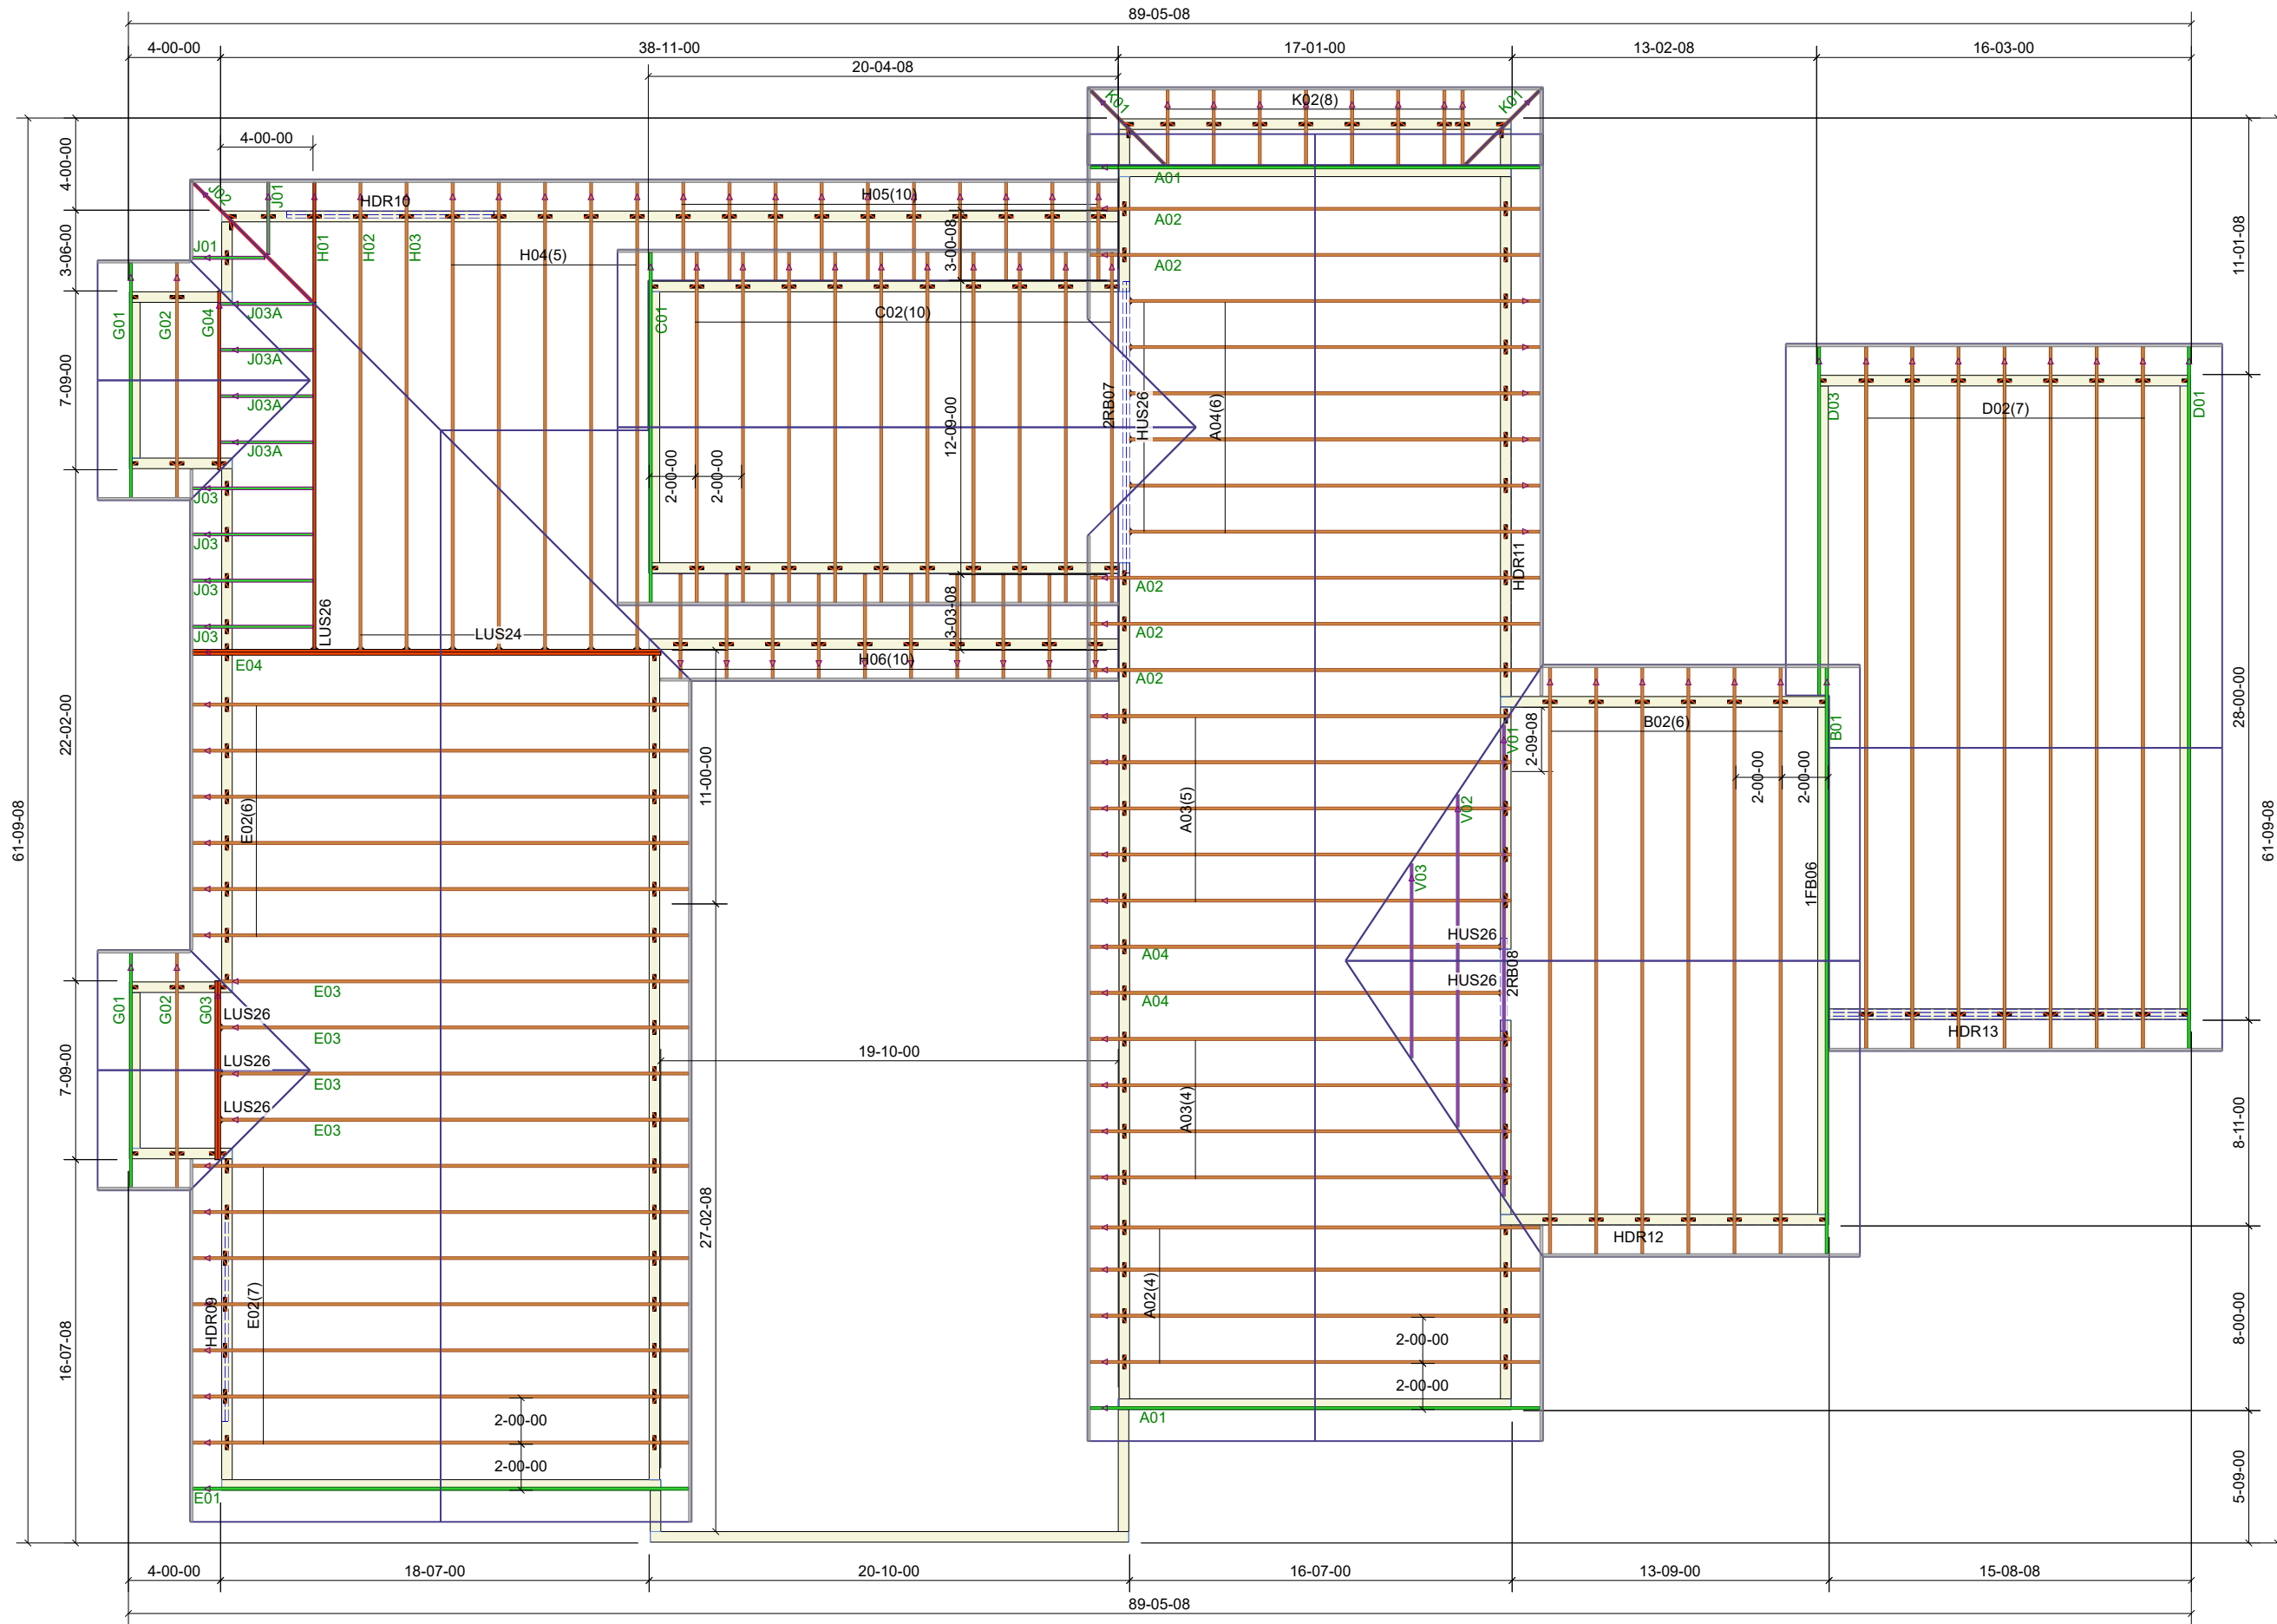 89-05-08
4-00-00
38-11-00
17-01-00
13-02-08
16-03-00
20-04-08
K01
K02(8)
K01
4-00-00
4-00-00
A01
J02
J01
HDR10
H05(10)
A02
3-00-08
J01
H01
H02
H03
H04(5)
A02
3-06-00
11-01-08
G01
G02
G04
J03A
C01
C02(10)
J03A
7-09-00
J03A
2RB07
HUS26
A04(6)
D03
D02(7)
D01
12-09-00
J03A
2-00-00
2-00-00
J03
J03
HDR11
J03
A02
J03
LUS26
LUS24
3-03-08
A02
E04
H06(10)
A02
22-02-00
11-00-00
V01
2-09-08
B02(6)
B01
28-00-00
2-00-00
2-00-00
E02(6)
A03(5)
V02
61-09-08
61-09-08
V03
1FB06
HUS26
A04
HUS26
2RB08
A04
E03
G01
G02
G03
LUS26
E03
HDR13
LUS26
19-10-00
E03
7-09-00
LUS26
E03
A03(4)
8-11-00
27-02-08
HDR12
HDR09
E02(7)
A02(4)
16-07-08
2-00-00
8-00-00
2-00-00
A01
2-00-00
2-00-00
E01
5-09-00
4-00-00
18-07-00
20-10-00
16-07-00
13-09-00
15-08-08
89-05-08